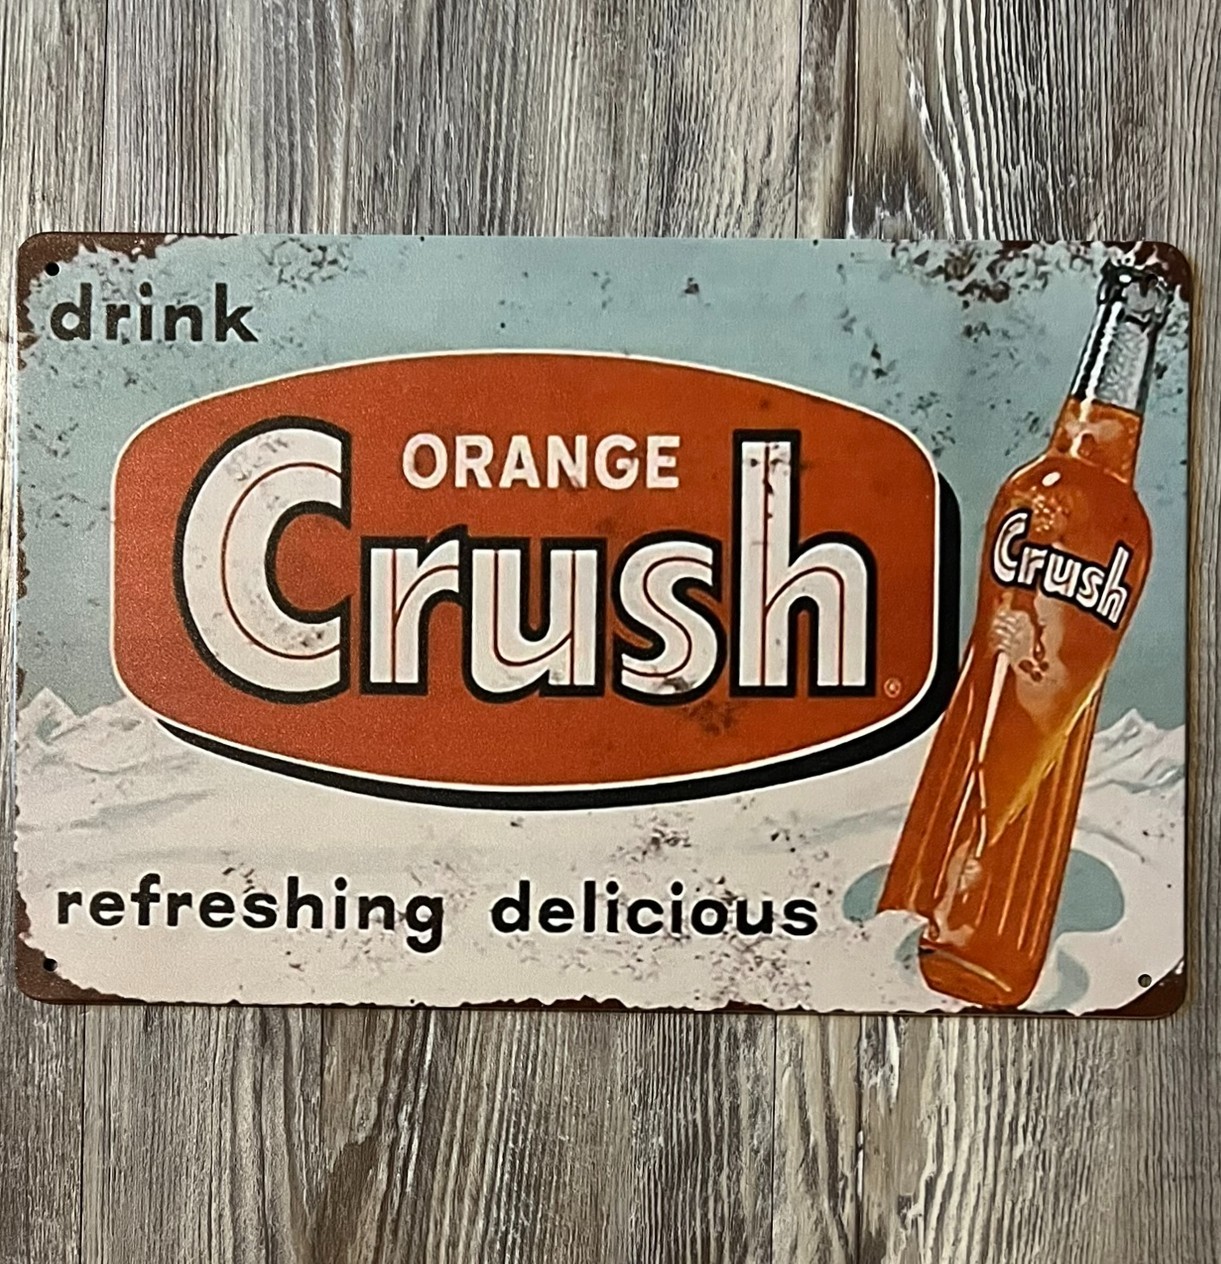 drink
ORANGE
Crush
®
Crush
refreshing delicious